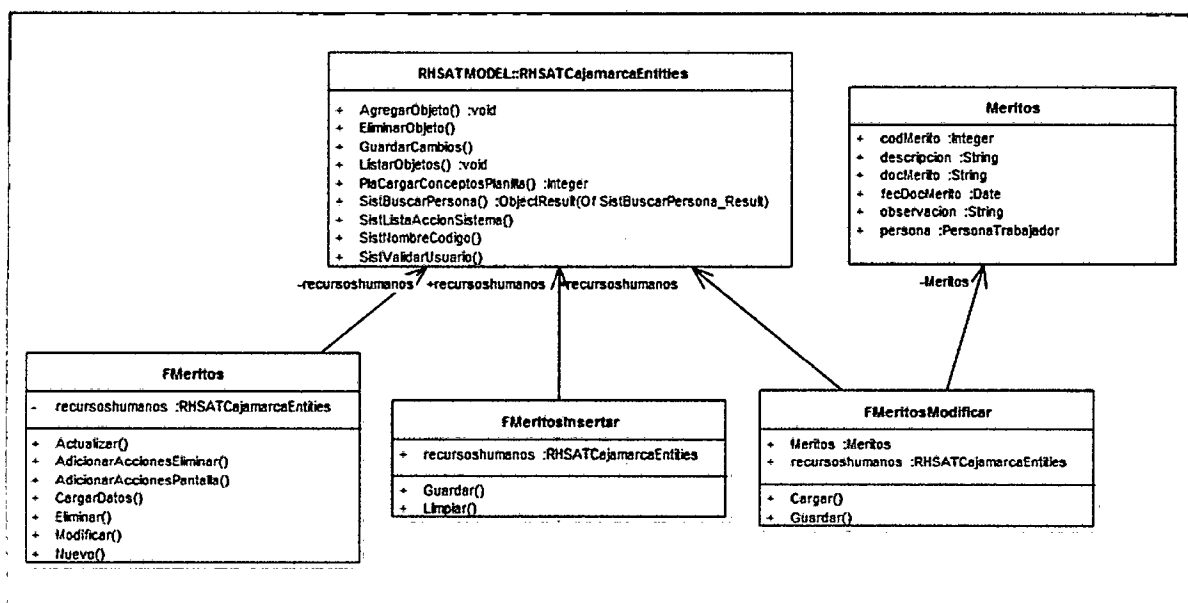 RHSATMODEL::RHSATCajamarcaEntities
+ AgregarObjeto() :void
+ EliminarObjeto()
+ GuardarCambios()
+ ListarObjetos() :void
+ PlaCargarConceptosPlanilla() :Integer
+ SistBuscarPersona() :ObjectResult(Of SistBuscarPersona_Result)
+ SistListaAccionSistema()
+ SistNombreCodigo()
+ SistValidarUsuario()
Meritos
+ codMerito :Integer
+ descripcion :String
+ docMerito :String
+ fecDocMerito :Date
+ observacion :String
+ persona :PersonaTrabajador
-recursoshumanos
+recursoshumanos
+recursoshumanos
-Meritos
FMeritos
- recursoshumanos :RHSATCajamarcaEntities
+ Actualizar()
+ AdicionarAccionesEliminar()
+ AdicionarAccionesPantalla()
+ CargarDatos()
+ Eliminar()
+ Modificar()
+ Nuevo()
FMeritosInsertar
+ recursoshumanos :RHSATCajamarcaEntities
+ Guardar()
+ Limpiar()
FMeritosModificar
+ Meritos :Meritos
+ recursoshumanos :RHSATCajamarcaEntities
+ Cargar()
+ Guardar()